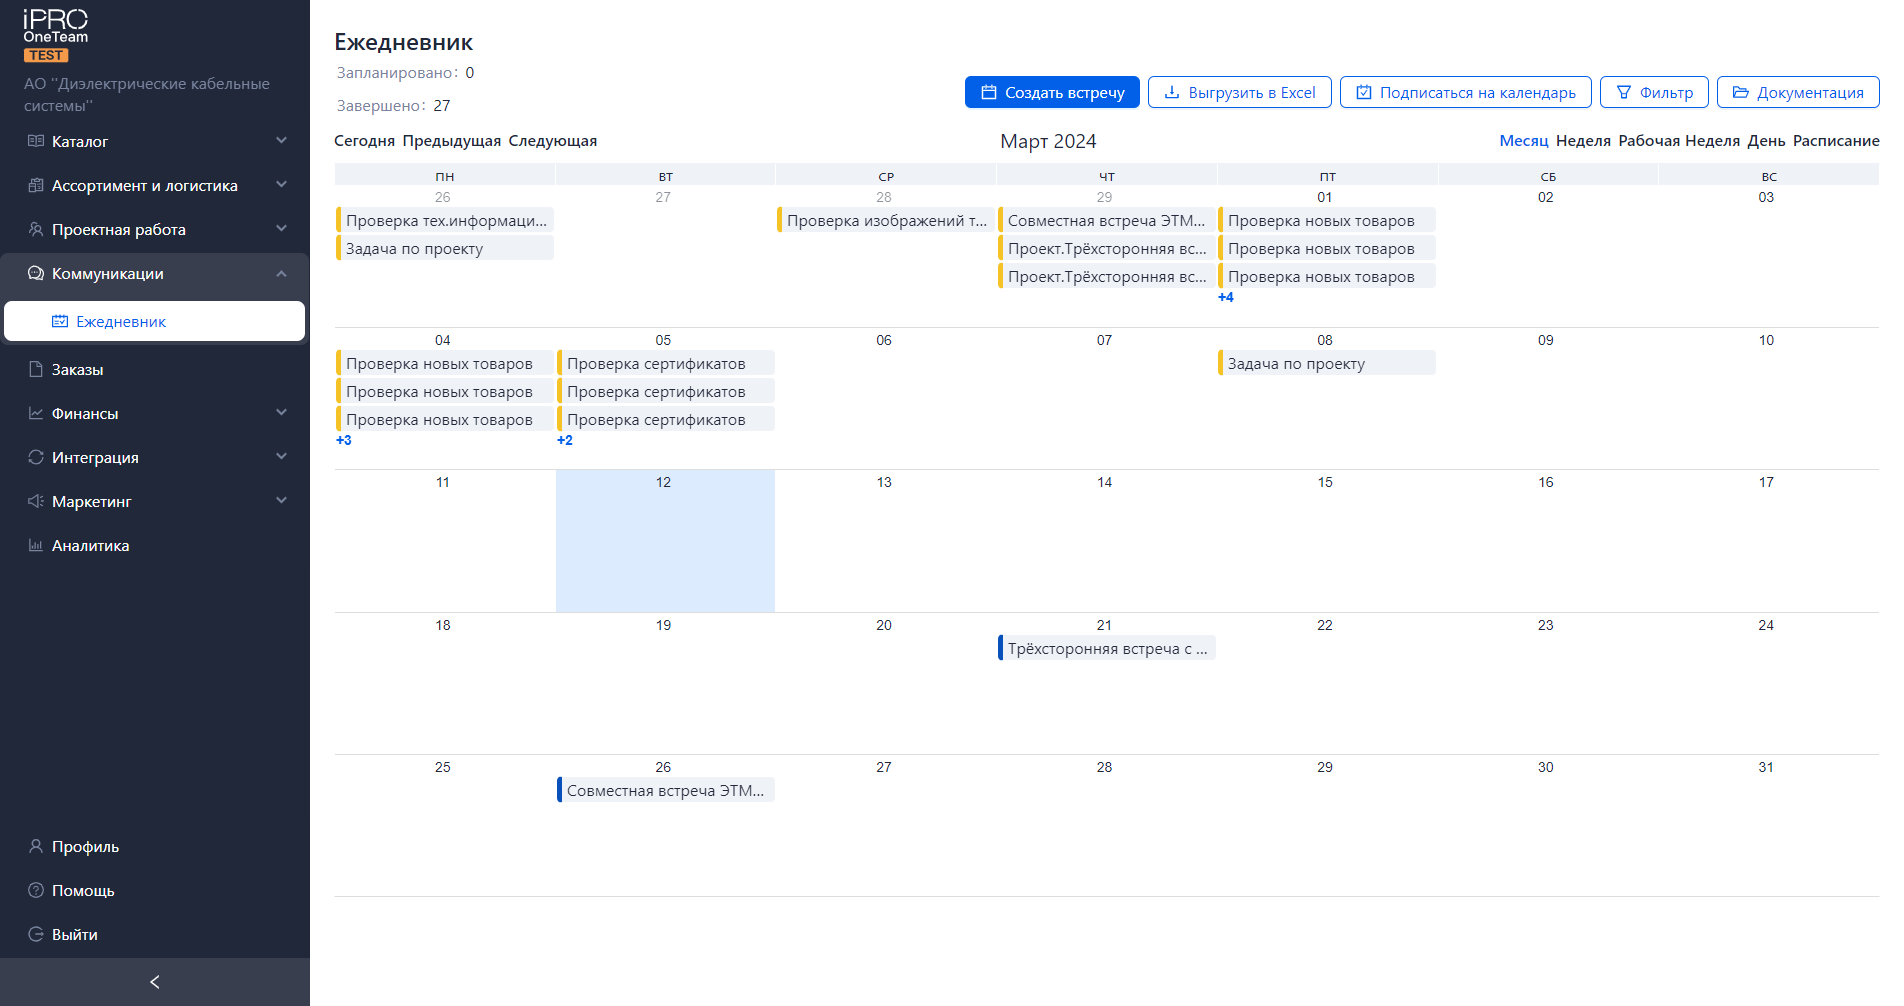 iPRO
OneTeam
TEST
АО "Диэлектрические кабельные
системы"
Каталог
Ассортимент и логистика
Проектная работа
Коммуникации
Ежедневник
Заказы
Финансы
Интеграция
Маркетинг
Аналитика
Профиль
Помощь
Выйти
Ежедневник
Запланировано: 0
Завершено: 27
Создать встречу
Выгрузить в Excel
Подписаться на календарь
Фильтр
Документация
Сегодня Предыдущая Следующая
Март 2024
Месяц Неделя Рабочая Неделя День Расписание
ПН ВТ СР ЧТ ПТ СБ ВС
26 27 28 29 01 02 03
Проверка тех.информаци... Проверка изображений т... Совместная встреча ЭТМ... Проверка новых товаров
Задача по проекту Проект.Трёхсторонняя вс... Проверка новых товаров
Проект.Трёхсторонняя вс... Проверка новых товаров
+4
04 05 06 07 08 09 10
Проверка новых товаров Проверка сертификатов Задача по проекту
Проверка новых товаров Проверка сертификатов
Проверка новых товаров Проверка сертификатов
+3 +2
11 12 13 14 15 16 17
18 19 20 21 22 23 24
Трёхсторонняя встреча с ...
25 26 27 28 29 30 31
Совместная встреча ЭТМ...